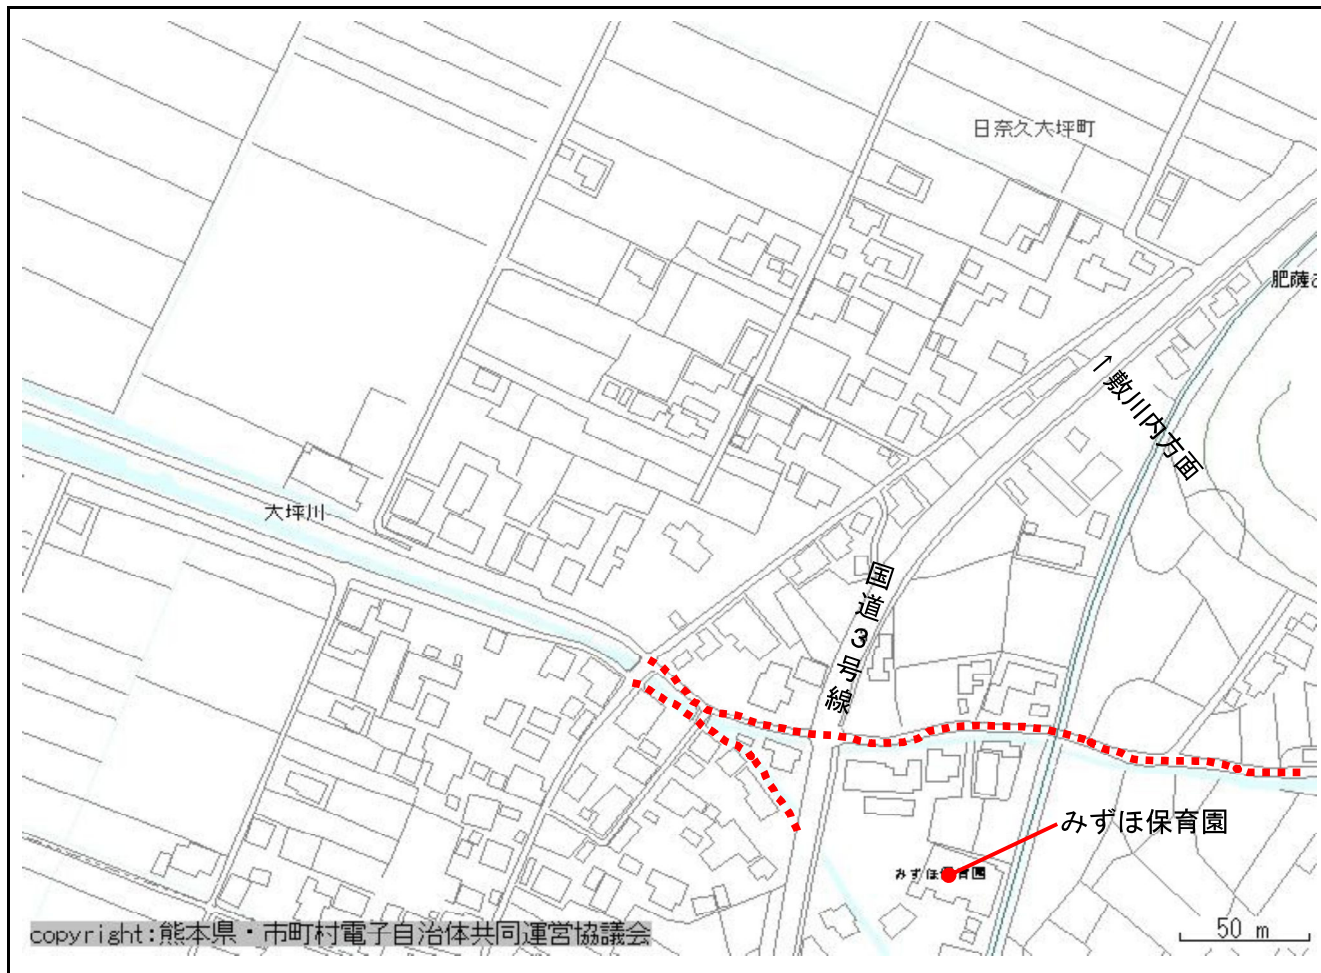 日奈久大坪町
肥薩お
↑敷川内方面
大坪川
国道3号線
みずほ保育園
みずほ保育園
copyright:熊本県・市町村電子自治体共同運営協議会
50 m